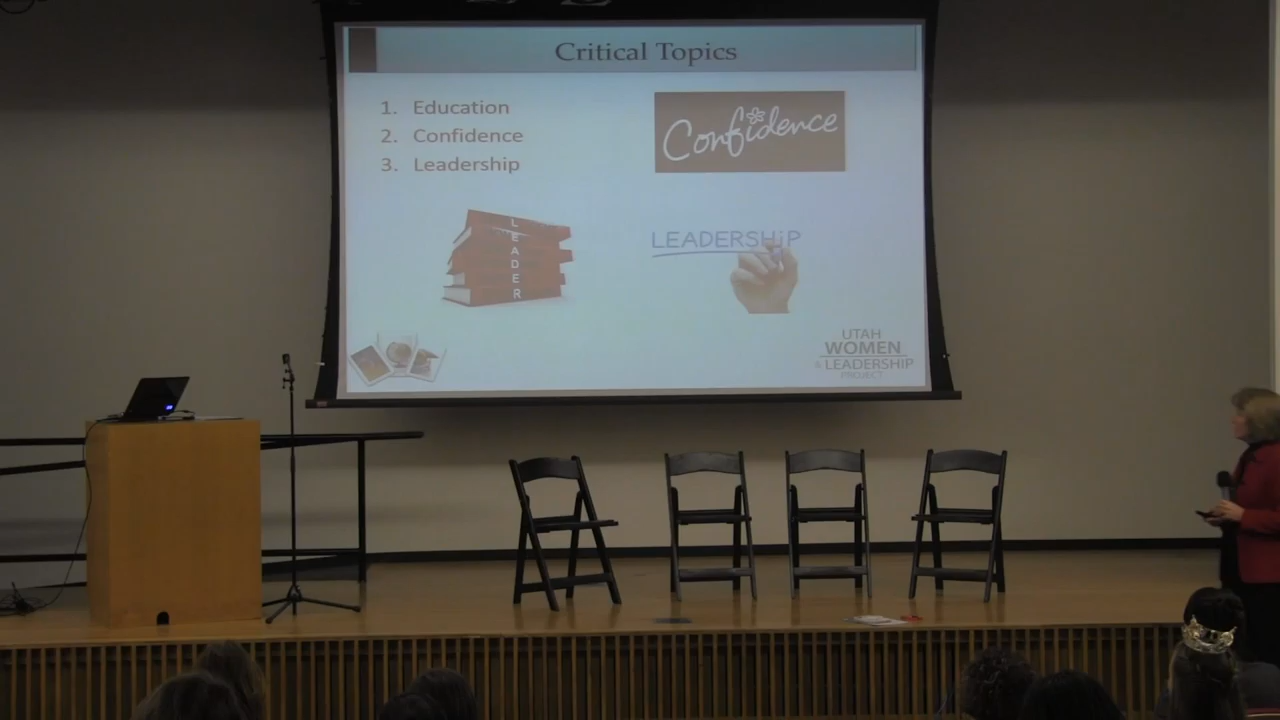 Critical Topics
1. Education
2. Confidence
3. Leadership
Confidence
LEADER
LEADERSHiP
UTAH
WOMEN
& LEADERSHIP
PROJECT